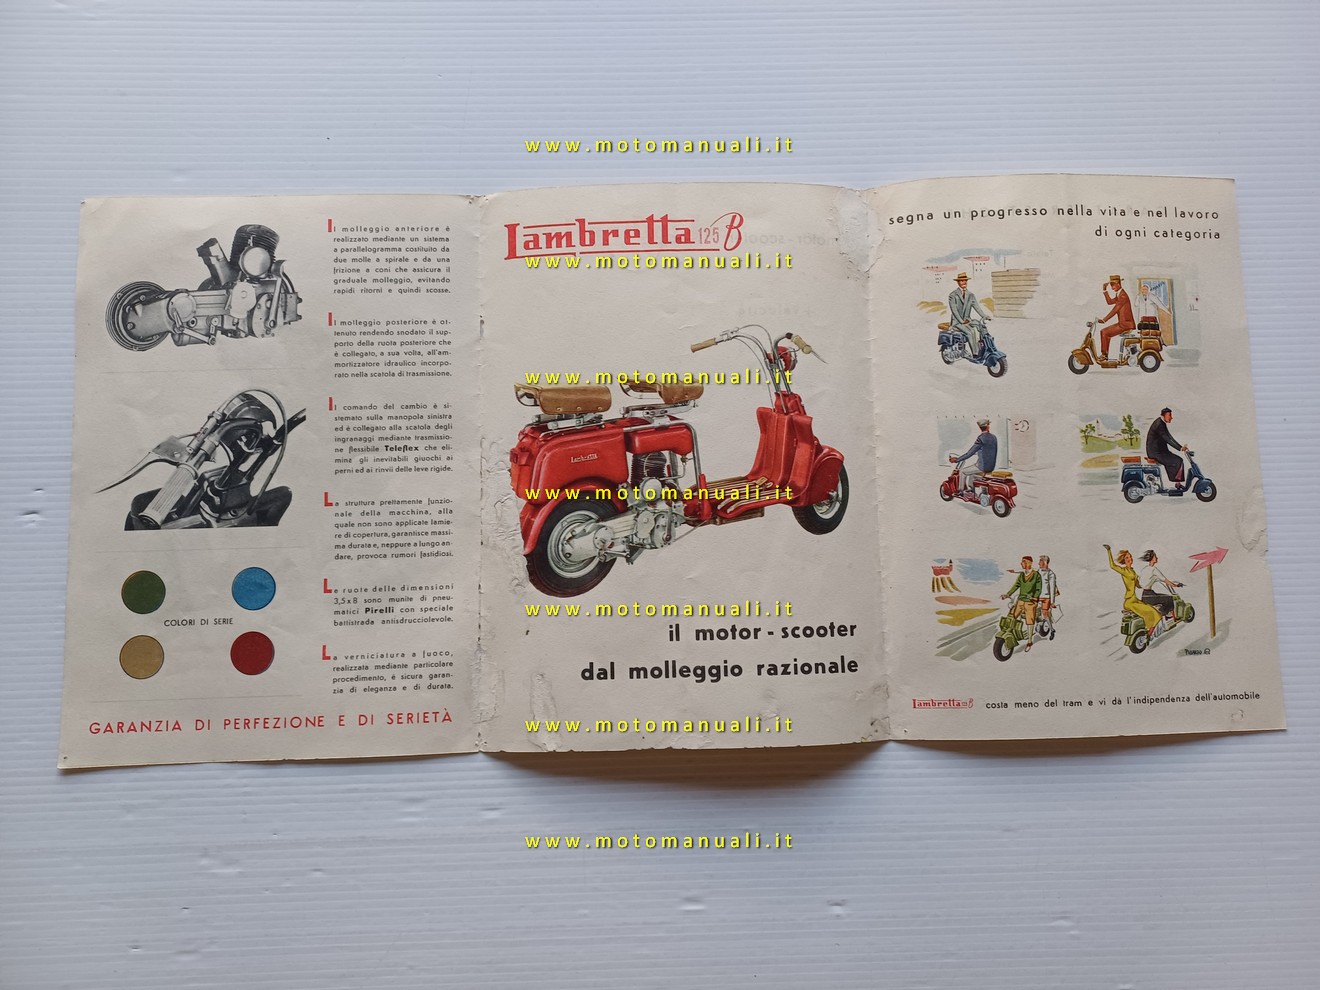 www.motomanuali.it
Il molleggio anteriore è
realizzato mediante un sistema
a parallelogramma costituito da
due molle a spirale e da una
frizione a coni che assicura il
graduale molleggio, evitando
rapidi ritorni e quindi scosse.
Il molleggio posteriore è ot-
tenuto rendendo snodato il sup-
porto della ruota posteriore che
è collegato, a sua volta, all'am-
mortizzatore idraulico incorpo-
rato nella scatola di trasmissione.
Il comando del cambio è si-
stemato sulla manopola sinistra
ed è collegato alla scatola degli
ingranaggi mediante trasmissio-
ne flessibile Teleflex che eli-
mina gli inevitabili giuochi ai
perni ed ai rinvii delle leve rigide.
La struttura prettamente funzio-
nale della macchina, alla
quale non sono applicate lamie-
re di copertura, garantisce massi-
ma durata e, neppure a lungo an-
dare, provoca rumori fastidiosi.
Le ruote delle dimensioni
3,5x8 sono munite di pneu-
matici Pirelli con speciale
battistrada antisdrucciolevole.
La verniciatura a fuoco,
realizzata mediante particolare
procedimento, è sicura garan-
zia di eleganza e di durata.
COLORI DI SERIE
GARANZIA DI PERFEZIONE E DI SERIETÀ
Lambretta 125 B
www.motomanuali.it
www.motomanuali.it
Lambretta
www.motomanuali.it
www.motomanuali.it
il motor-scooter
dal molleggio razionale
www.motomanuali.it
segna un progresso nella vita e nel lavoro
di ogni categoria
Lambretta 125 B costa meno del tram e vi dà l'indipendenza dell'automobile
www.motomanuali.it